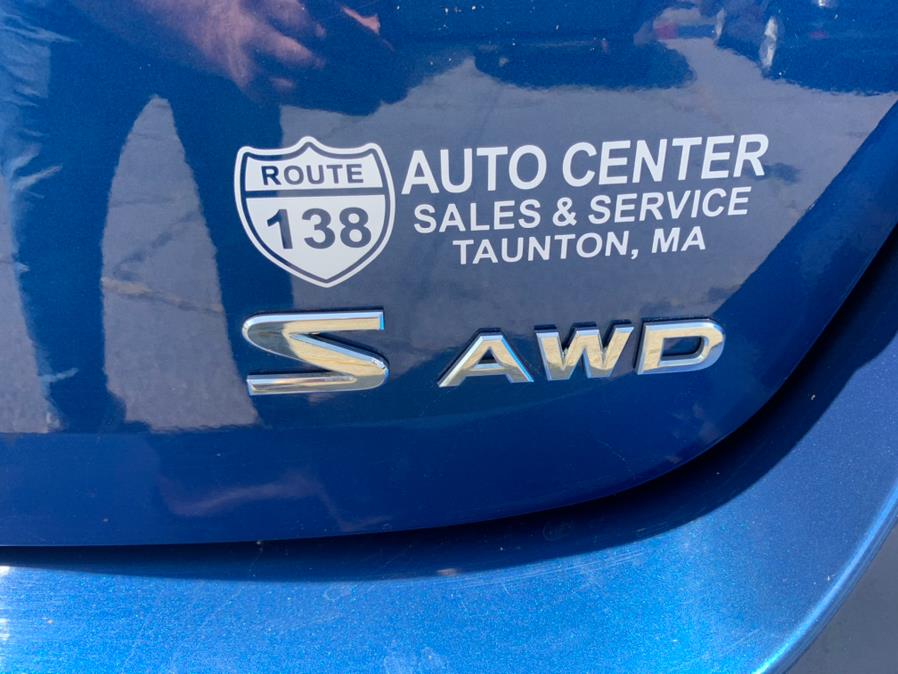 ROUTE
138
AUTO CENTER
SALES & SERVICE
TAUNTON, MA
S AWD